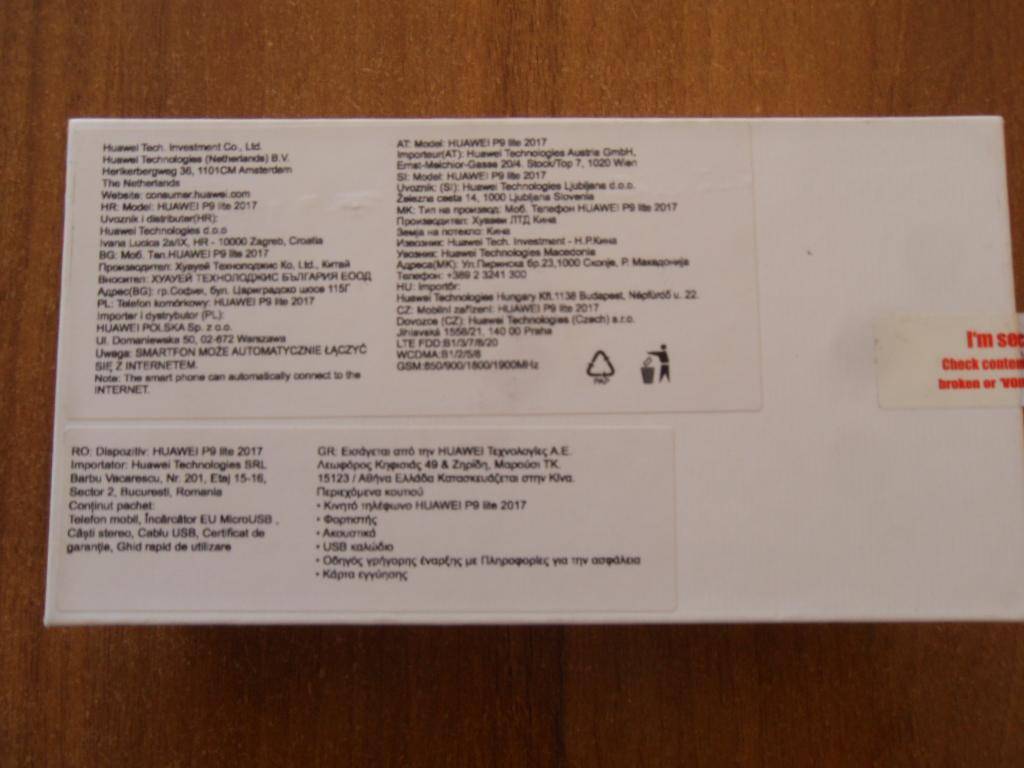 Huawei Tech. Investment Co., Ltd.
Huawei Technologies (Netherlands) B.V.
Herikerbergweg 36, 1101CM Amsterdam
The Netherlands
Website: consumer.huawei.com
HR: Model: HUAWEI P9 lite 2017
Uvoznik i distributer(HR):
Huawei Technologies d.o.o
Ivana Lucica 2a/IX, HR - 10000 Zagreb, Croatia
BG: Моб. Тел.HUAWEI P9 lite 2017
Производител: Хуауей Технолоджис Ко, Ltd., Китай
Вносител: ХУАУЕЙ ТЕХНОЛОДЖИС БЪЛГАРИЯ ЕООД
Адрес(BG): гр.София, бул. Цариградско шосе 115Г
PL: Telefon komórkowy: HUAWEI P9 lite 2017
Importer i dystrybutor (PL):
HUAWEI POLSKA Sp. z o.o.
Ul. Domaniewska 50, 02-672 Warszawa
Uwaga: SMARTFON MOŻE AUTOMATYCZNIE ŁĄCZYĆ
SIĘ Z INTERNETEM.
Note: The smart phone can automatically connect to the
INTERNET.
AT: Model: HUAWEI P9 lite 2017
Importeur(AT): Huawei Technologies Austria GmbH,
Ernst-Melchior-Gasse 20/4. Stock/Top 7, 1020 Wien
SI: Model: HUAWEI P9 lite 2017
Uvoznik: (SI): Huawei Technologies Ljubljana d.o.o.
Železna cesta 14, 1000 Ljubljana Slovenia
MK: Тип на производ: Моб. Телефон HUAWEI P9 lite 2017
Производител: Хуавеи ЛТД Кина
Земја на потекло: Кина
Извозник: Huawei Tech. Investment - Н.Р.Кина
Увозник: Huawei Technologies Macedonia
Адреса(MK): Ул.Пиринска бр.23,1000 Скопје, Р. Македонија
Телефон: +389 2 3241 300
HU: Importőr:
Huawei Technologies Hungary Kft.1138 Budapest, Népfürdő u. 22.
CZ: Mobilní zařízení: HUAWEI P9 lite 2017
Dovozce (CZ): Huawei Technologies (Czech) s.r.o.
Jihlavská 1558/21, 140 00 Praha
LTE FDD:B1/3/7/8/20
WCDMA:B1/2/5/8
GSM:850/900/1800/1900MHz
PAP
I'm sec
Check conten
broken or 'VOI
RO: Dispozitiv: HUAWEI P9 lite 2017
Importator: Huawei Technologies SRL
Barbu Vacarescu, Nr. 201, Etaj 15-16,
Sector 2, Bucuresti, Romania
Conţinut pachet:
Telefon mobil, Încărcător EU MicroUSB ,
Căşti stereo, Cablu USB, Certificat de
garanţie, Ghid rapid de utilizare
GR: Εισάγεται από την HUAWEI Τεχνολογίες Α.Ε.
Λεωφόρος Κηφισιάς 49 & Ζηρίδη, Μαρούσι ΤΚ.
15123 / Αθήνα Ελλάδα Κατασκευάζεται στην Κίνα.
Περιεχόμενα κουτιού
• Κινητό τηλέφωνο HUAWEI P9 lite 2017
• Φορτιστής
• Ακουστικά
• USB καλώδιο
• Οδηγός γρήγορης έναρξης με Πληροφορίες για την ασφάλεια
• Κάρτα εγγύησης